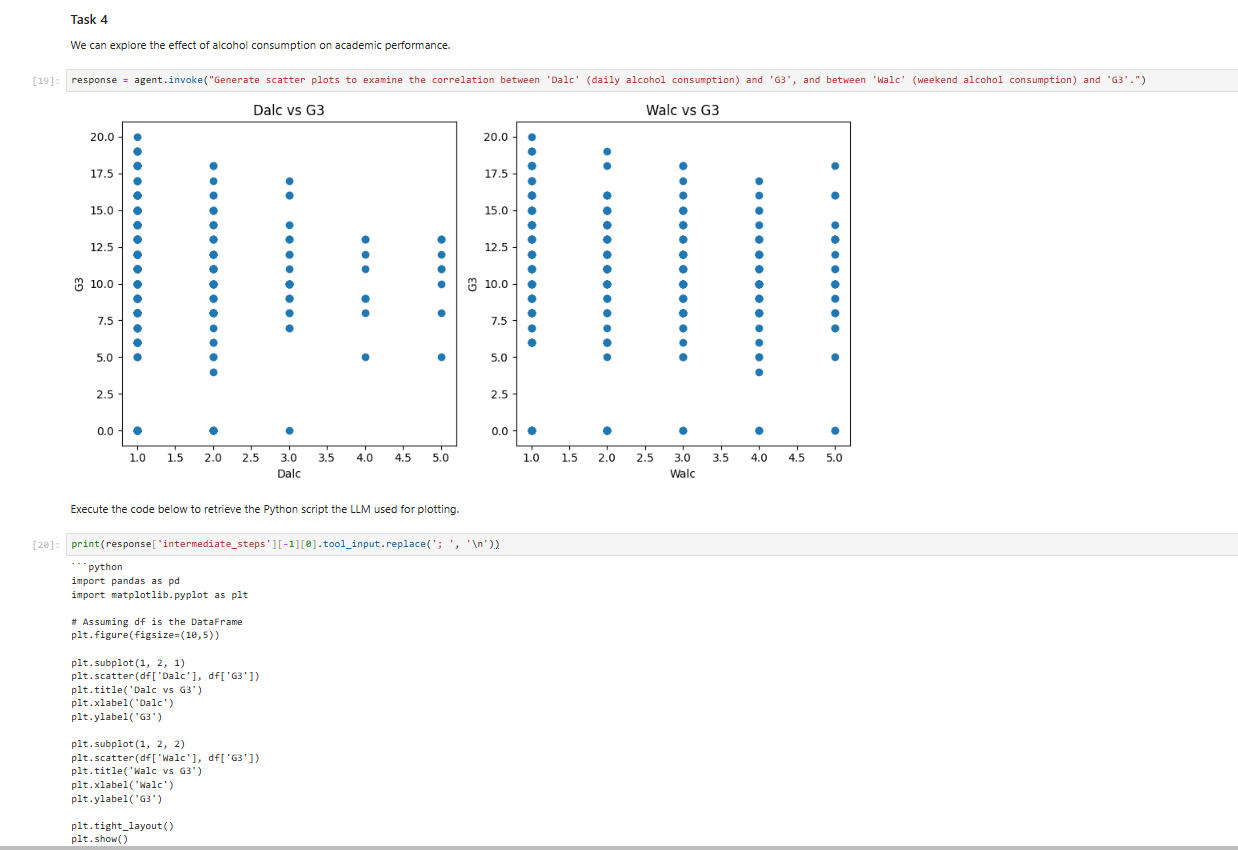 Task 4
We can explore the effect of alcohol consumption on academic performance.
[19]: response = agent.invoke("Generate scatter plots to examine the correlation between 'Dalc' (daily alcohol consumption) and 'G3', and between 'Walc' (weekend alcohol consumption) and 'G3'.")
Dalc vs G3
20.0
17.5
15.0
12.5
10.0
7.5
5.0
2.5
0.0
G3
1.0 1.5 2.0 2.5 3.0 3.5 4.0 4.5 5.0
Dalc
Walc vs G3
20.0
17.5
15.0
12.5
10.0
7.5
5.0
2.5
0.0
G3
1.0 1.5 2.0 2.5 3.0 3.5 4.0 4.5 5.0
Walc
Execute the code below to retrieve the Python script the LLM used for plotting.
[20]: print(response['intermediate_steps'][-1][0].tool_input.replace('; ', '\n'))
```python
import pandas as pd
import matplotlib.pyplot as plt
# Assuming df is the DataFrame
plt.figure(figsize=(10,5))
plt.subplot(1, 2, 1)
plt.scatter(df['Dalc'], df['G3'])
plt.title('Dalc vs G3')
plt.xlabel('Dalc')
plt.ylabel('G3')
plt.subplot(1, 2, 2)
plt.scatter(df['Walc'], df['G3'])
plt.title('Walc vs G3')
plt.xlabel('Walc')
plt.ylabel('G3')
plt.tight_layout()
plt.show()